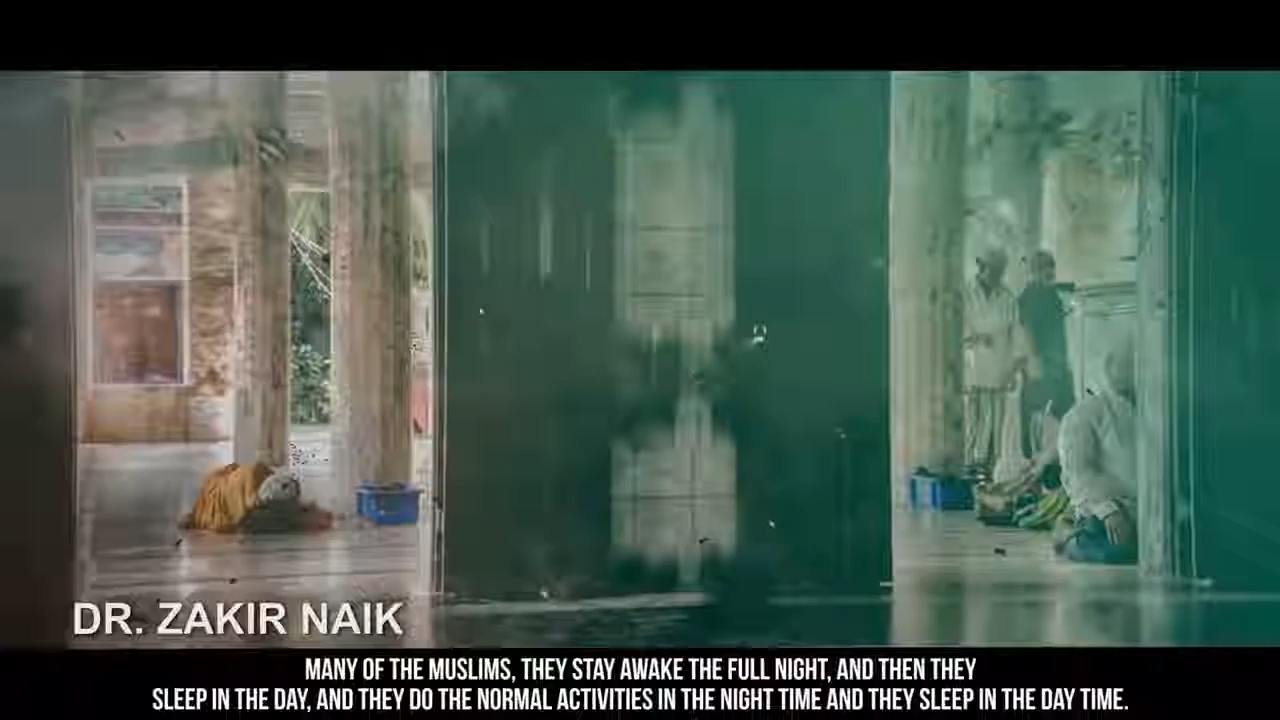 DR. ZAKIR NAIK
MANY OF THE MUSLIMS, THEY STAY AWAKE THE FULL NIGHT, AND THEN THEY
SLEEP IN THE DAY, AND THEY DO THE NORMAL ACTIVITIES IN THE NIGHT TIME AND THEY SLEEP IN THE DAY TIME.